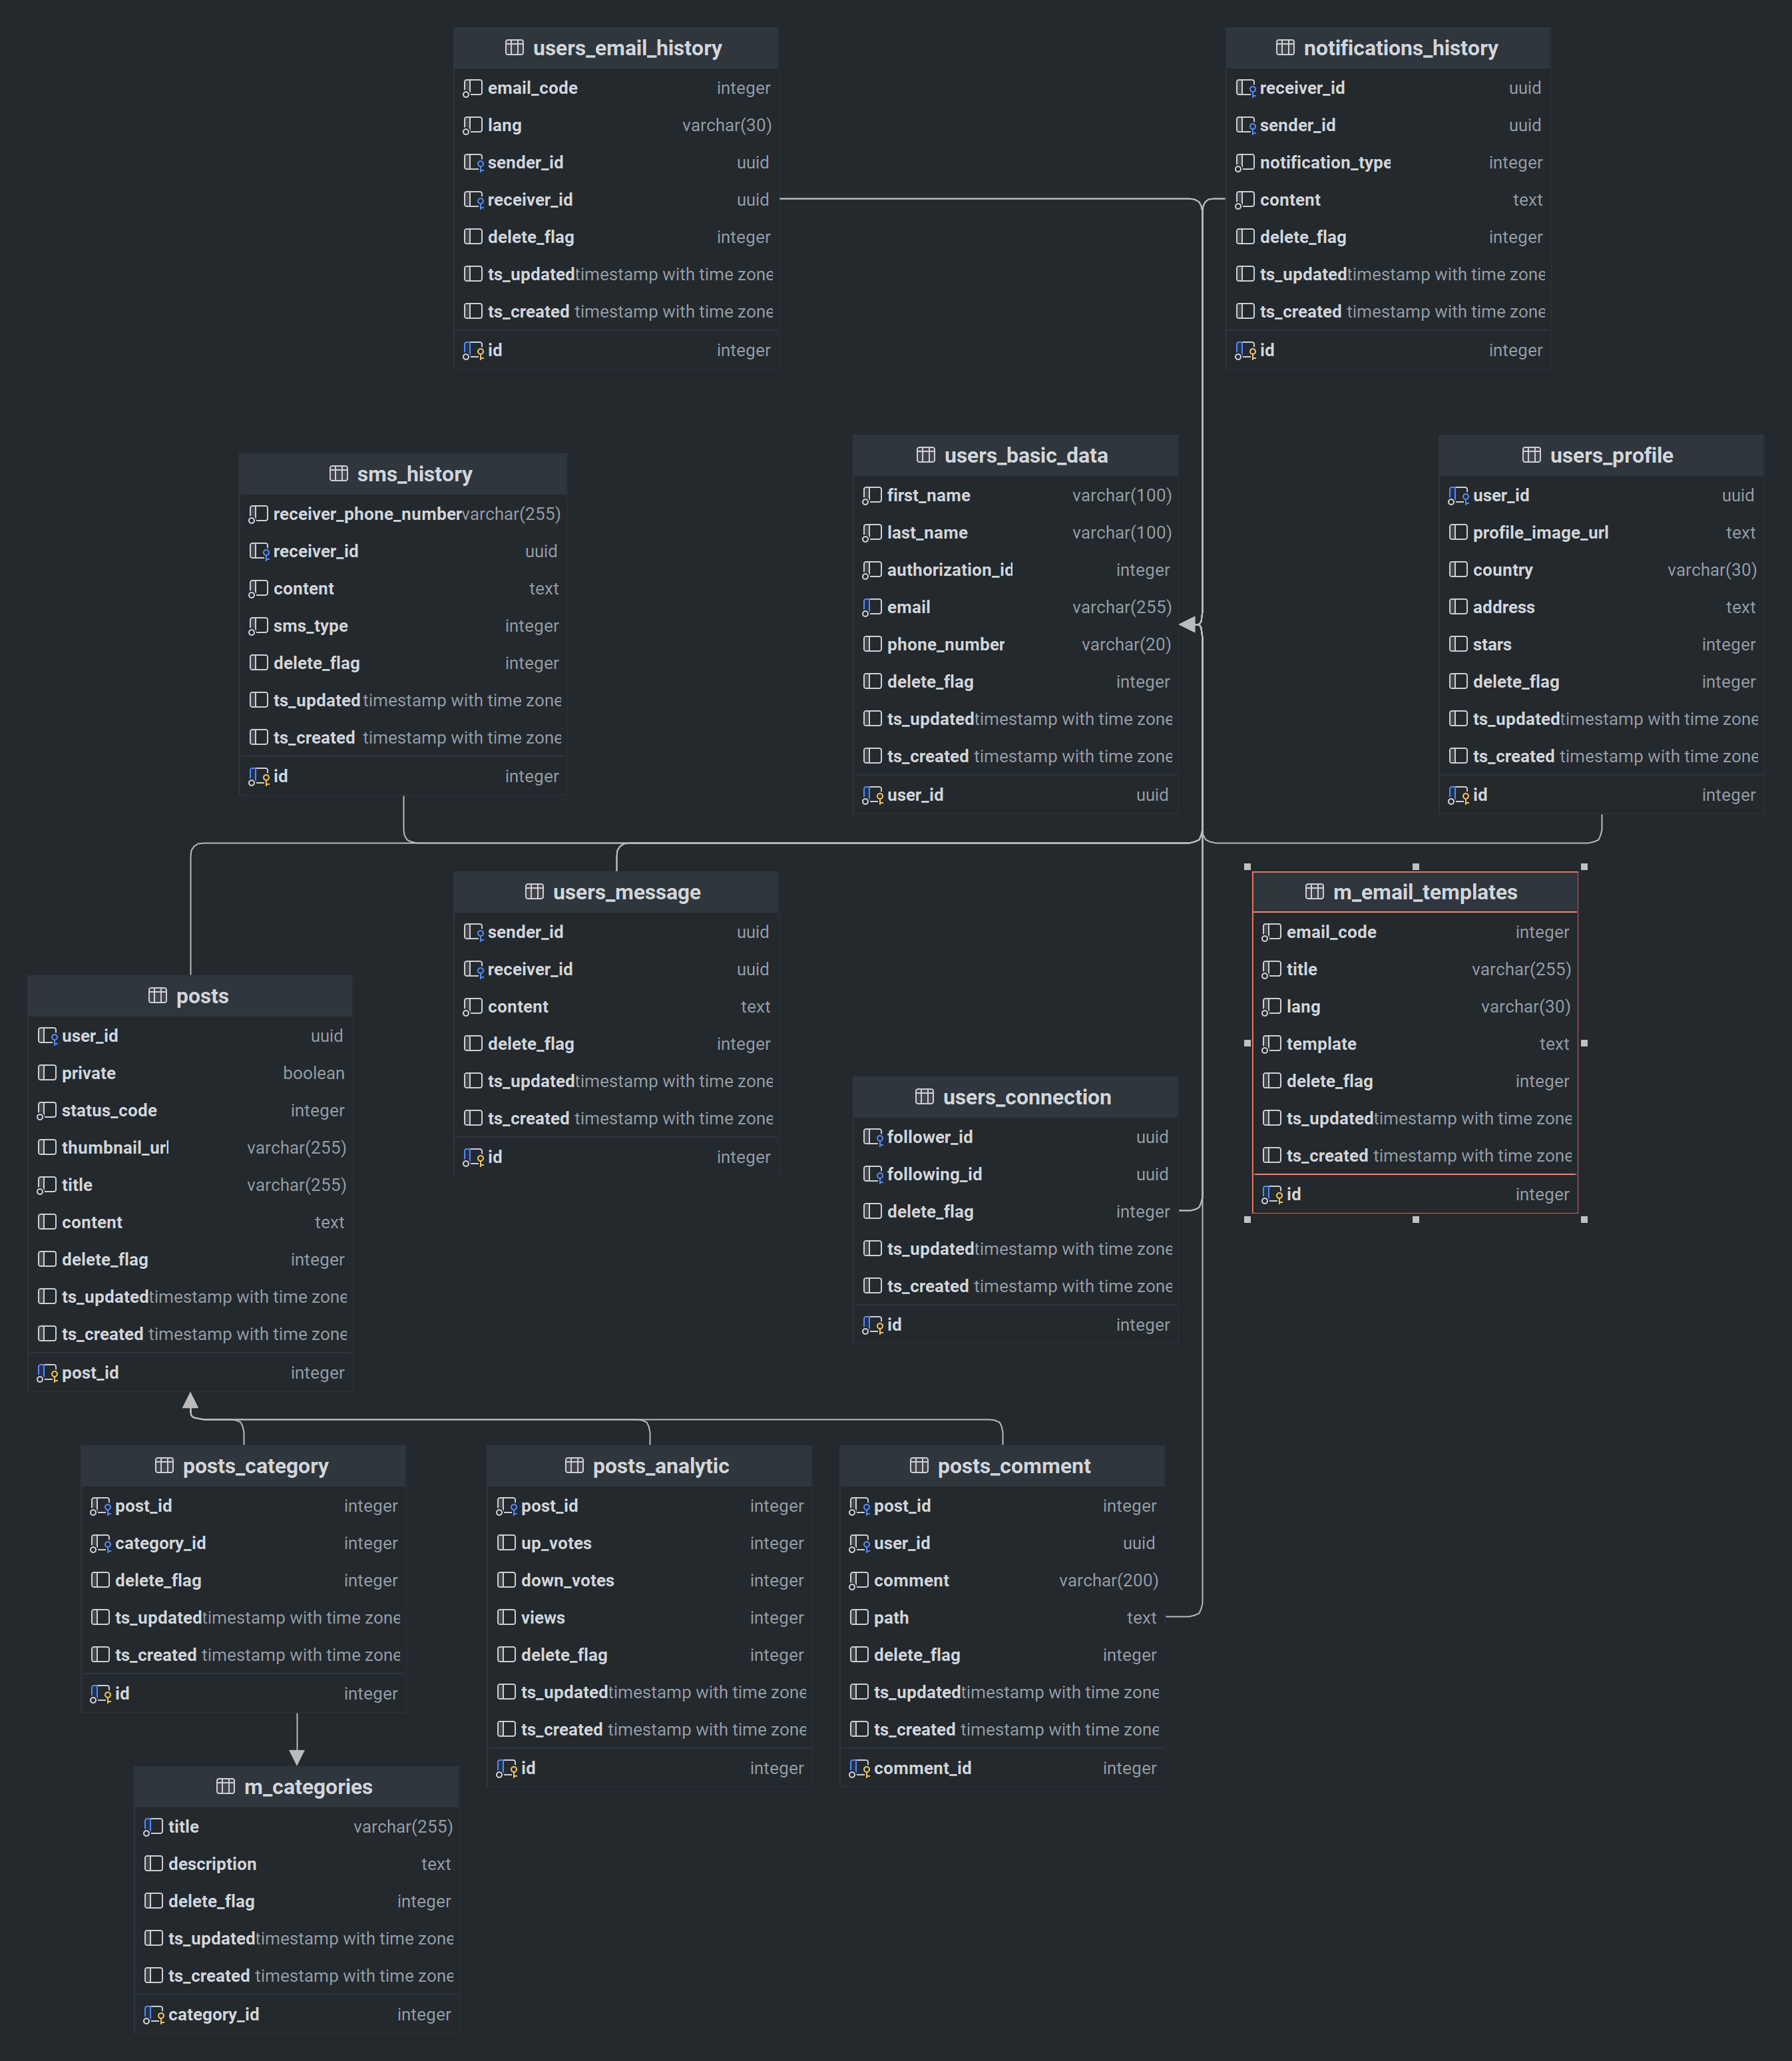 users_email_history
email_code integer
lang varchar(30)
sender_id uuid
receiver_id uuid
delete_flag integer
ts_updated timestamp with time zone
ts_created timestamp with time zone
id integer
notifications_history
receiver_id uuid
sender_id uuid
notification_type integer
content text
delete_flag integer
ts_updated timestamp with time zone
ts_created timestamp with time zone
id integer
sms_history
receiver_phone_number varchar(255)
receiver_id uuid
content text
sms_type integer
delete_flag integer
ts_updated timestamp with time zone
ts_created timestamp with time zone
id integer
users_basic_data
first_name varchar(100)
last_name varchar(100)
authorization_id integer
email varchar(255)
phone_number varchar(20)
delete_flag integer
ts_updated timestamp with time zone
ts_created timestamp with time zone
user_id uuid
users_profile
user_id uuid
profile_image_url text
country varchar(30)
address text
stars integer
delete_flag integer
ts_updated timestamp with time zone
ts_created timestamp with time zone
id integer
users_message
sender_id uuid
receiver_id uuid
content text
delete_flag integer
ts_updated timestamp with time zone
ts_created timestamp with time zone
id integer
m_email_templates
email_code integer
title varchar(255)
lang varchar(30)
template text
delete_flag integer
ts_updated timestamp with time zone
ts_created timestamp with time zone
id integer
posts
user_id uuid
private boolean
status_code integer
thumbnail_url varchar(255)
title varchar(255)
content text
delete_flag integer
ts_updated timestamp with time zone
ts_created timestamp with time zone
post_id integer
users_connection
follower_id uuid
following_id uuid
delete_flag integer
ts_updated timestamp with time zone
ts_created timestamp with time zone
id integer
posts_category
post_id integer
category_id integer
delete_flag integer
ts_updated timestamp with time zone
ts_created timestamp with time zone
id integer
posts_analytic
post_id integer
up_votes integer
down_votes integer
views integer
delete_flag integer
ts_updated timestamp with time zone
ts_created timestamp with time zone
id integer
posts_comment
post_id integer
user_id uuid
comment varchar(200)
path text
delete_flag integer
ts_updated timestamp with time zone
ts_created timestamp with time zone
comment_id integer
m_categories
title varchar(255)
description text
delete_flag integer
ts_updated timestamp with time zone
ts_created timestamp with time zone
category_id integer